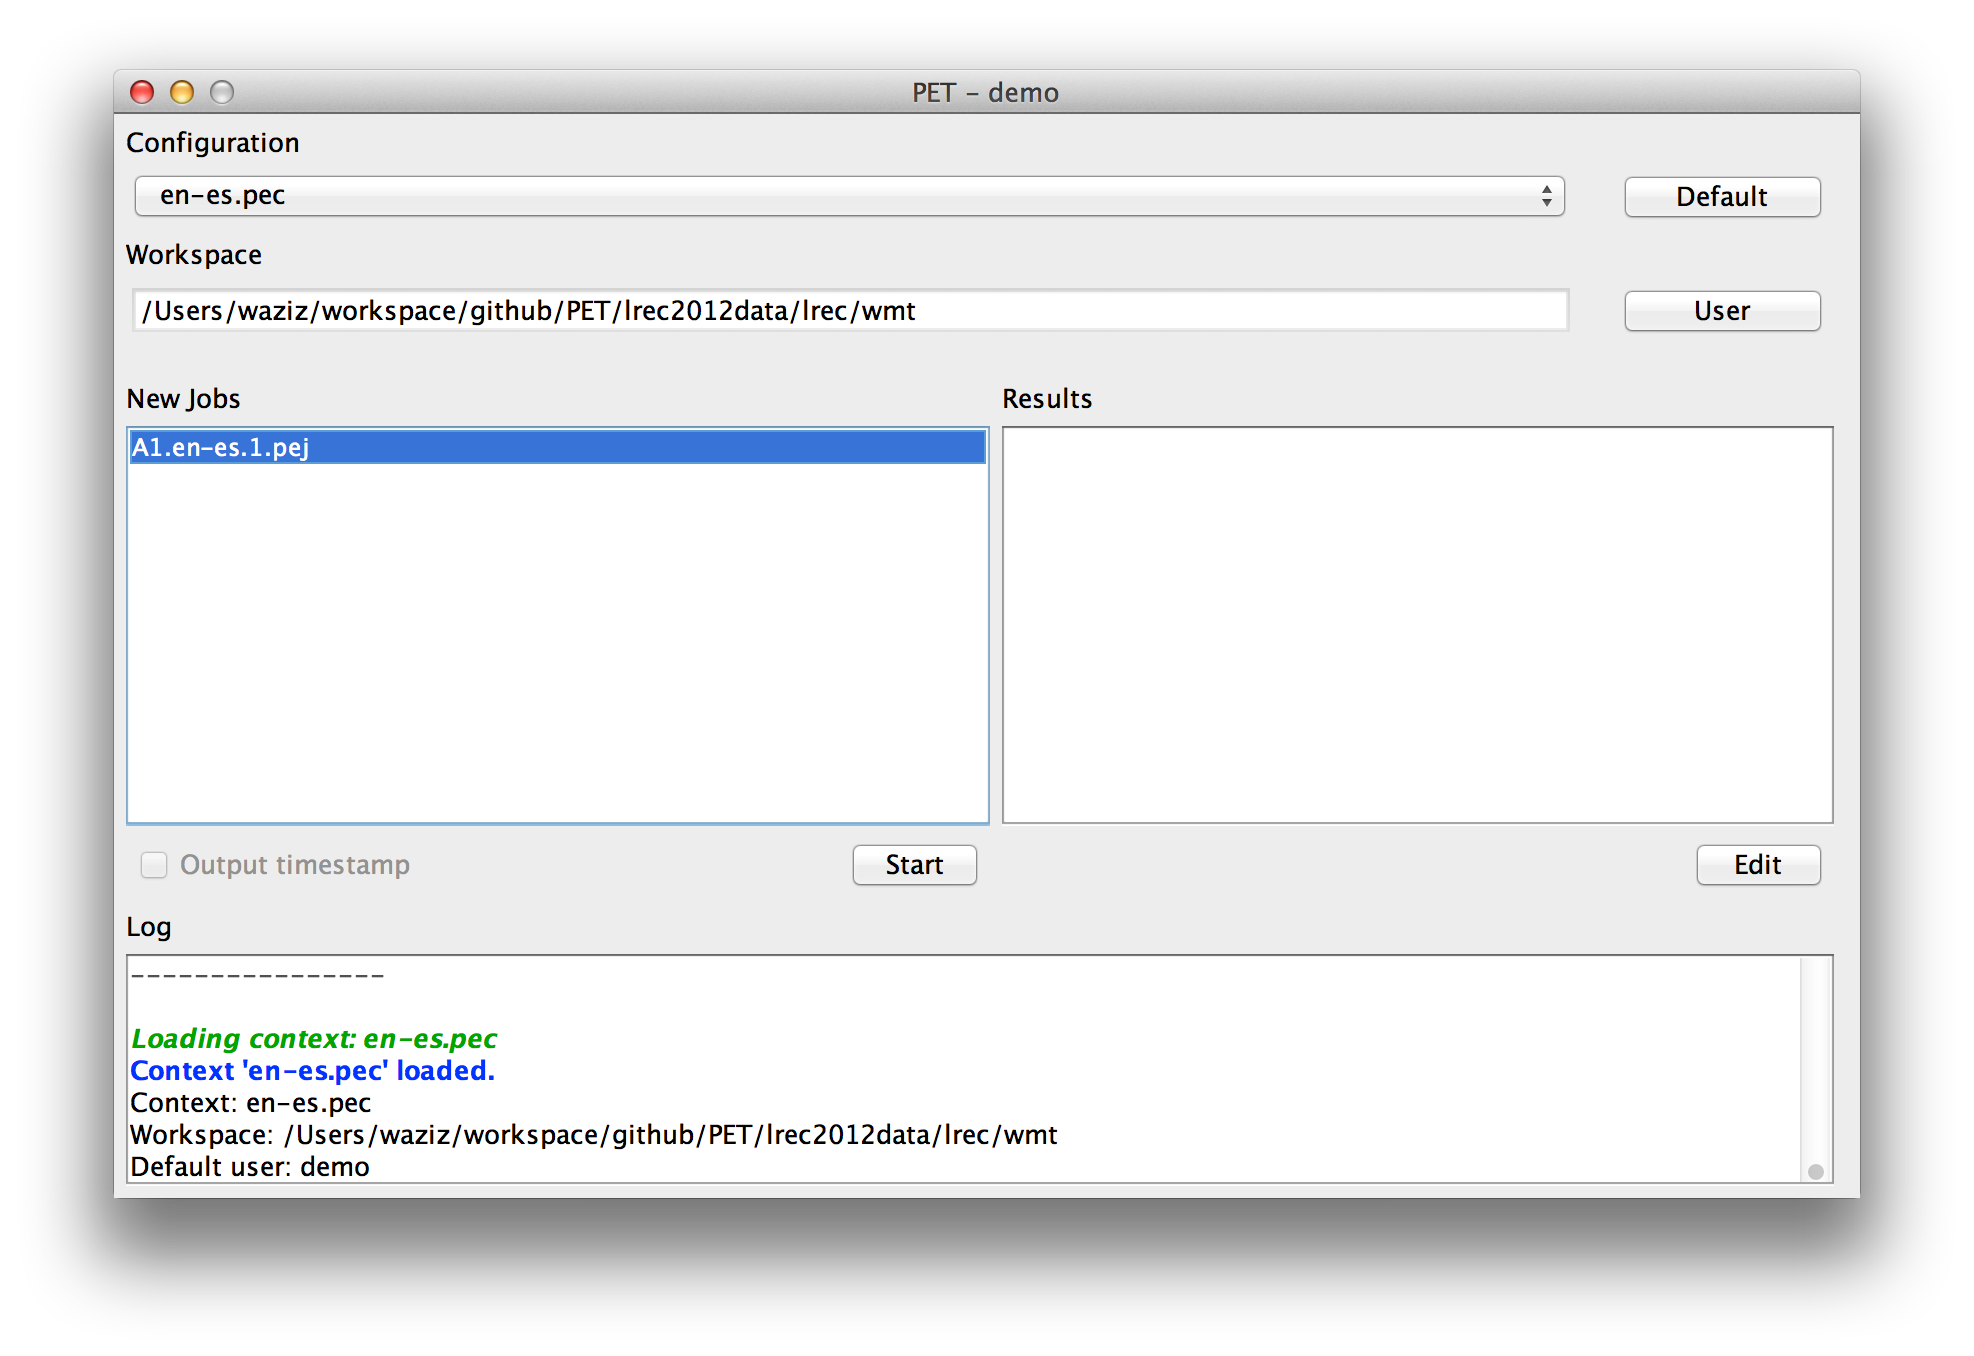 PET – demo
Configuration
en-es.pec
Default
Workspace
/Users/waziz/workspace/github/PET/lrec2012data/lrec/wmt
User
New Jobs
Results
A1.en-es.1.pej
Output timestamp
Start
Edit
Log
----------------
Loading context: en-es.pec
Context 'en-es.pec' loaded.
Context: en-es.pec
Workspace: /Users/waziz/workspace/github/PET/lrec2012data/lrec/wmt
Default user: demo